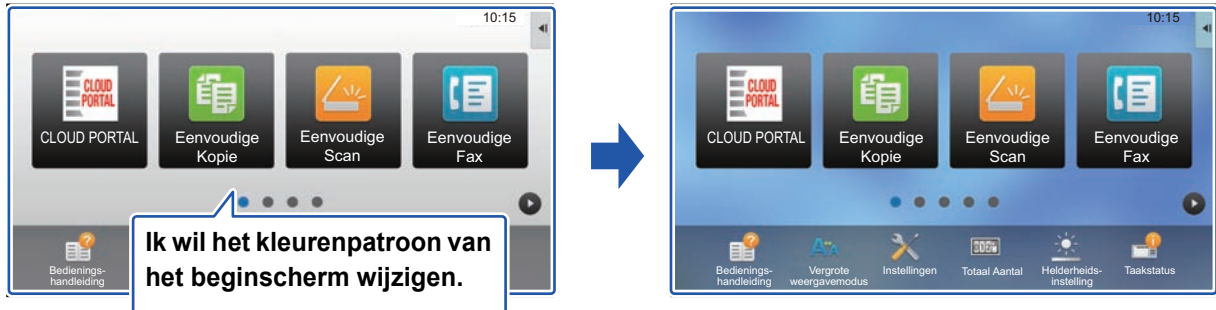 10:15
CLOUD
PORTAL
CLOUD PORTAL
Eenvoudige
Kopie
Eenvoudige
Scan
Eenvoudige
Fax
Ik wil het kleurenpatroon van
het beginscherm wijzigen.
Bedienings-
handleiding
10:15
CLOUD
PORTAL
CLOUD PORTAL
Eenvoudige
Kopie
Eenvoudige
Scan
Eenvoudige
Fax
Bedienings-
handleiding
Vergrote
weergavemodus
Instellingen
Totaal Aantal
Helderheids-
instelling
Taakstatus